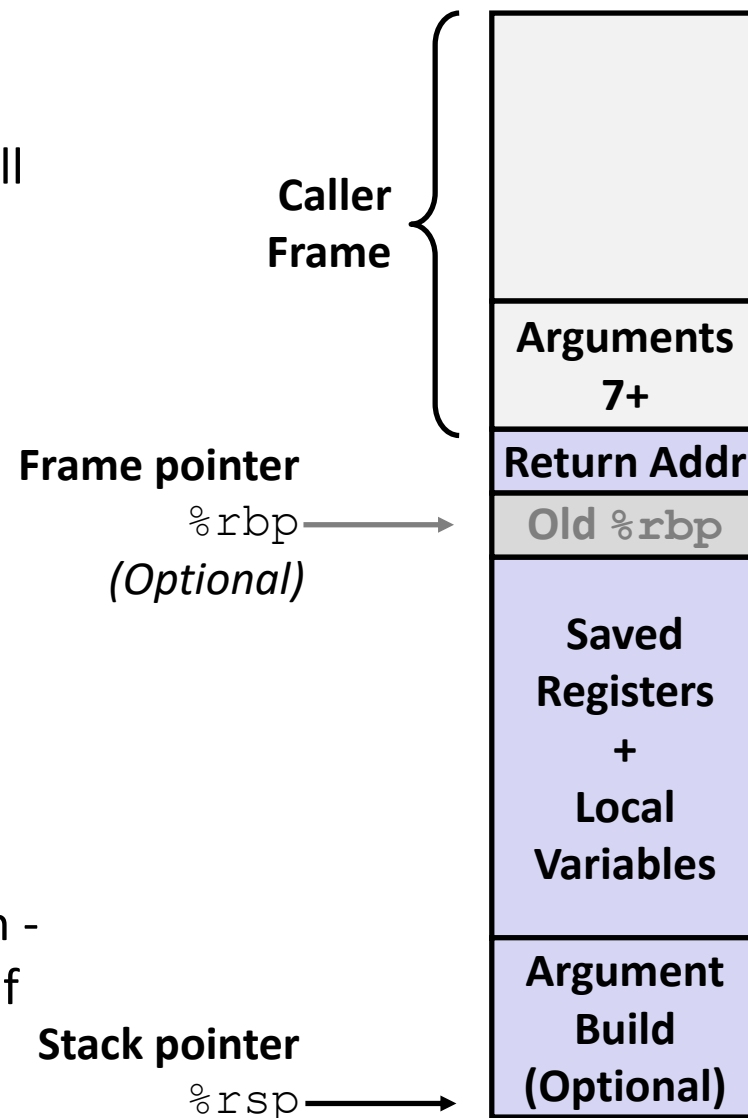 ll
Caller
Frame
Arguments
7+
Frame pointer
%rbp
(Optional)
Return Addr
Old %rbp
Saved
Registers
+
Local
Variables
n -
f
Stack pointer
%rsp
Argument
Build
(Optional)